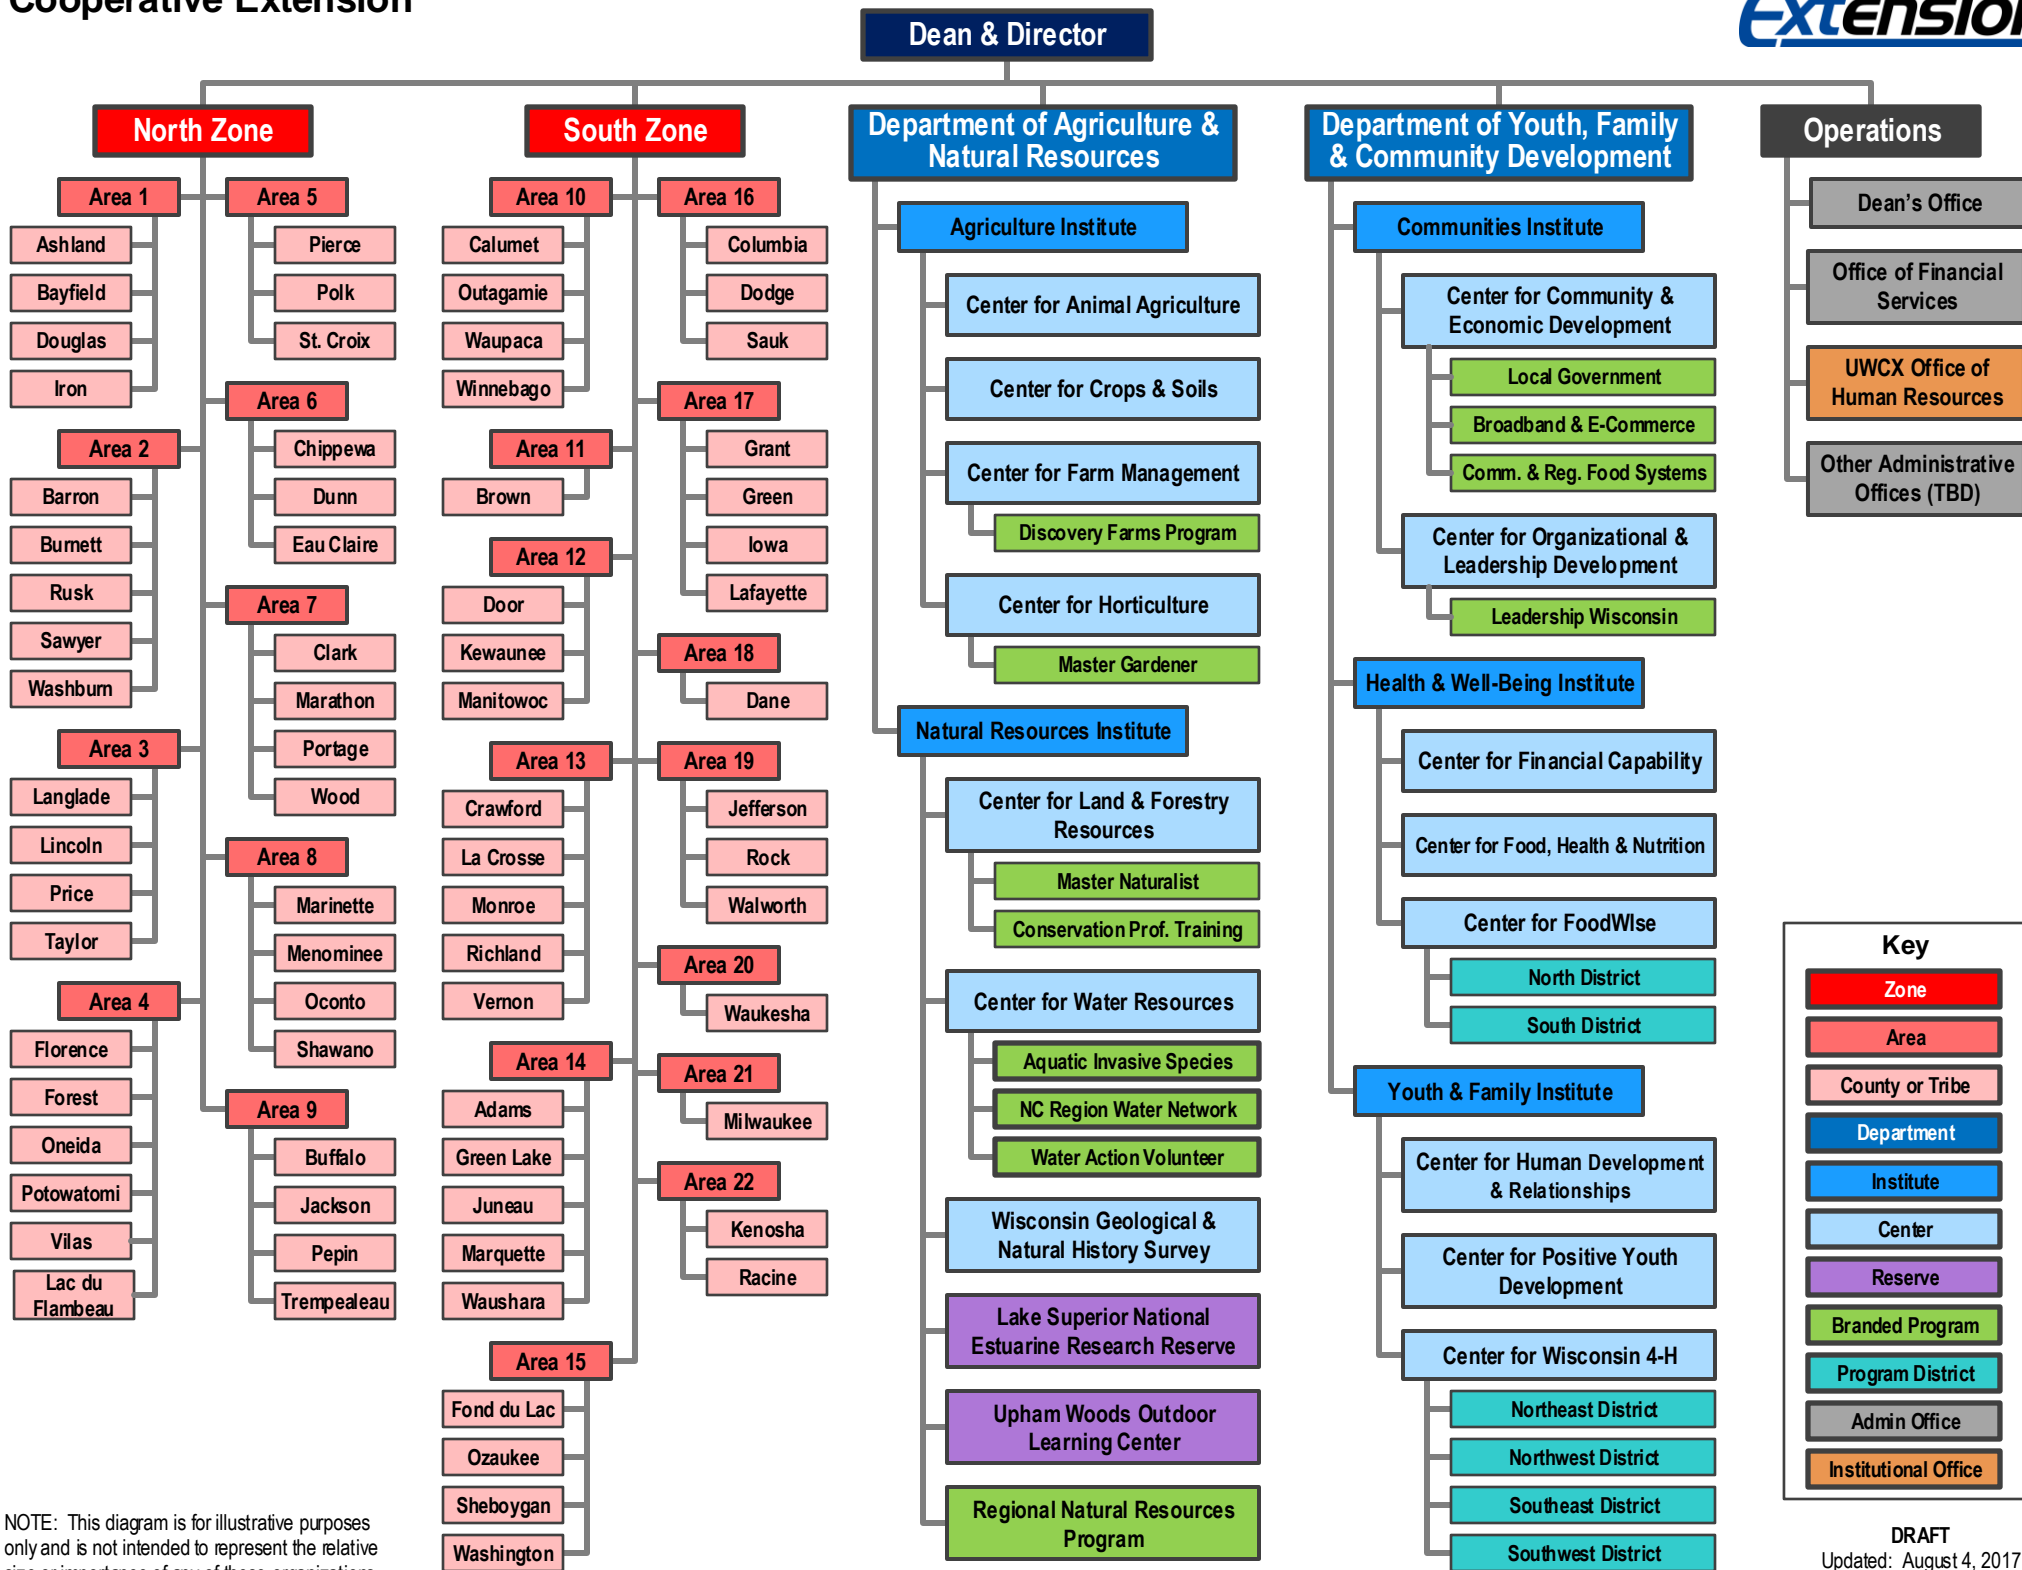 Cooperative Extension
Extension
Dean & Director
North Zone
Area 1
Ashland
Bayfield
Douglas
Iron
Area 2
Barron
Burnett
Rusk
Sawyer
Washburn
Area 3
Langlade
Lincoln
Price
Taylor
Area 4
Florence
Forest
Oneida
Potowatomi
Vilas
Lac du
Flambeau
Area 5
Pierce
Polk
St. Croix
Area 6
Chippewa
Dunn
Eau Claire
Area 7
Clark
Marathon
Portage
Wood
Area 8
Marinette
Menominee
Oconto
Shawano
Area 9
Buffalo
Jackson
Pepin
Trempealeau
South Zone
Area 10
Calumet
Outagamie
Waupaca
Winnebago
Area 11
Brown
Area 12
Door
Kewaunee
Manitowoc
Area 13
Crawford
La Crosse
Monroe
Richland
Vernon
Area 14
Adams
Green Lake
Juneau
Marquette
Waushara
Area 15
Fond du Lac
Ozaukee
Sheboygan
Washington
Area 16
Columbia
Dodge
Sauk
Area 17
Grant
Green
Iowa
Lafayette
Area 18
Dane
Area 19
Jefferson
Rock
Walworth
Area 20
Waukesha
Area 21
Milwaukee
Area 22
Kenosha
Racine
Department of Agriculture &
Natural Resources
Agriculture Institute
Center for Animal Agriculture
Center for Crops & Soils
Center for Farm Management
Discovery Farms Program
Center for Horticulture
Master Gardener
Natural Resources Institute
Center for Land & Forestry
Resources
Master Naturalist
Conservation Prof. Training
Center for Water Resources
Aquatic Invasive Species
NC Region Water Network
Water Action Volunteer
Wisconsin Geological &
Natural History Survey
Lake Superior National
Estuarine Research Reserve
Upham Woods Outdoor
Learning Center
Regional Natural Resources
Program
Department of Youth, Family
& Community Development
Communities Institute
Center for Community &
Economic Development
Local Government
Broadband & E-Commerce
Comm. & Reg. Food Systems
Center for Organizational &
Leadership Development
Leadership Wisconsin
Health & Well-Being Institute
Center for Financial Capability
Center for Food, Health & Nutrition
Center for FoodWIse
North District
South District
Youth & Family Institute
Center for Human Development
& Relationships
Center for Positive Youth
Development
Center for Wisconsin 4-H
Northeast District
Northwest District
Southeast District
Southwest District
Operations
Dean's Office
Office of Financial
Services
UWCX Office of
Human Resources
Other Administrative
Offices (TBD)
Key
Zone
Area
County or Tribe
Department
Institute
Center
Reserve
Branded Program
Program District
Admin Office
Institutional Office
NOTE: This diagram is for illustrative purposes
only and is not intended to represent the relative
size or importance of any of these organizations
DRAFT
Updated: August 4, 2017